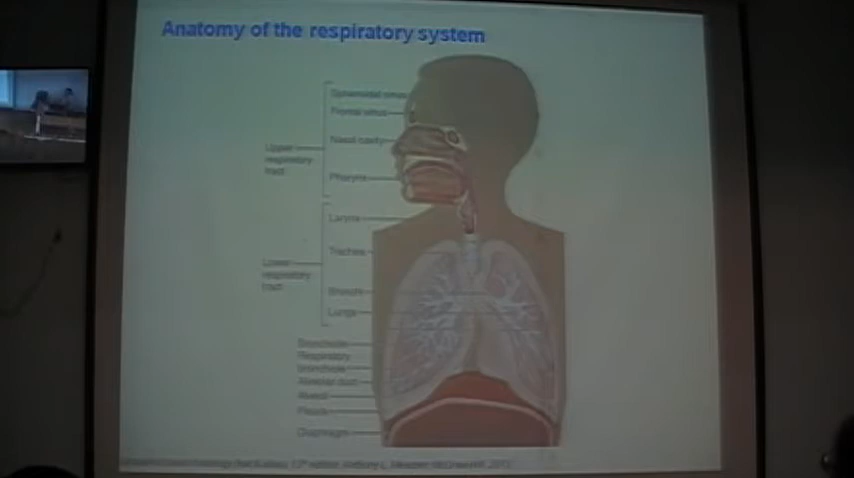 Anatomy of the respiratory system
Sphenoidal sinus
Frontal sinus
Nasal cavity
Upper
respiratory
tract
Pharynx
Larynx
Trachea
Lower
respiratory
tract
Bronchi
Lungs
Bronchiole
Respiratory
bronchiole
Alveolar duct
Alveoli
Pleura
Diaphragm